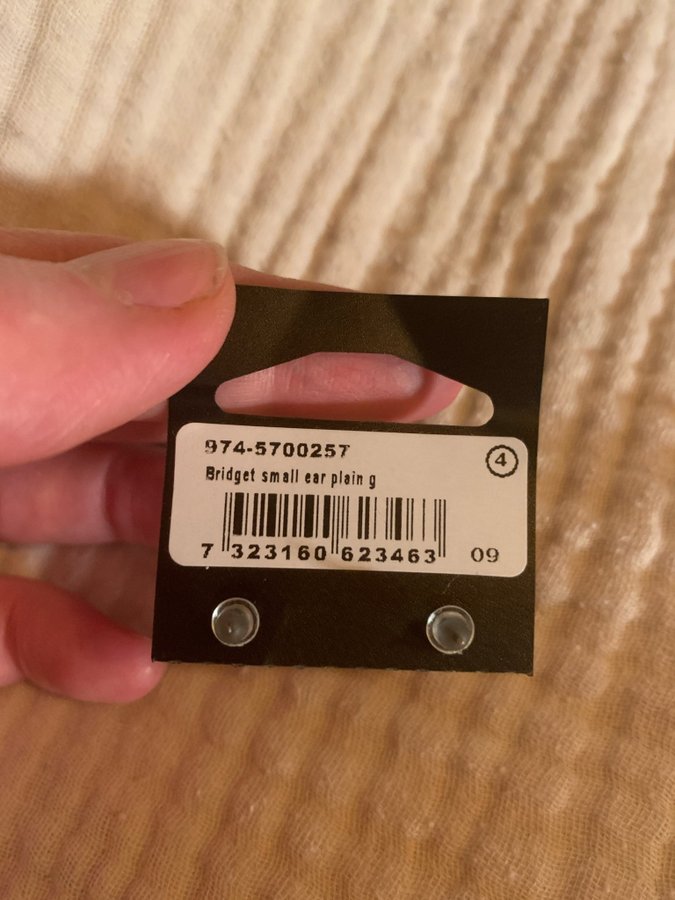 974-5700257
4
Bridget small ear plain g
7 323160 623463 09